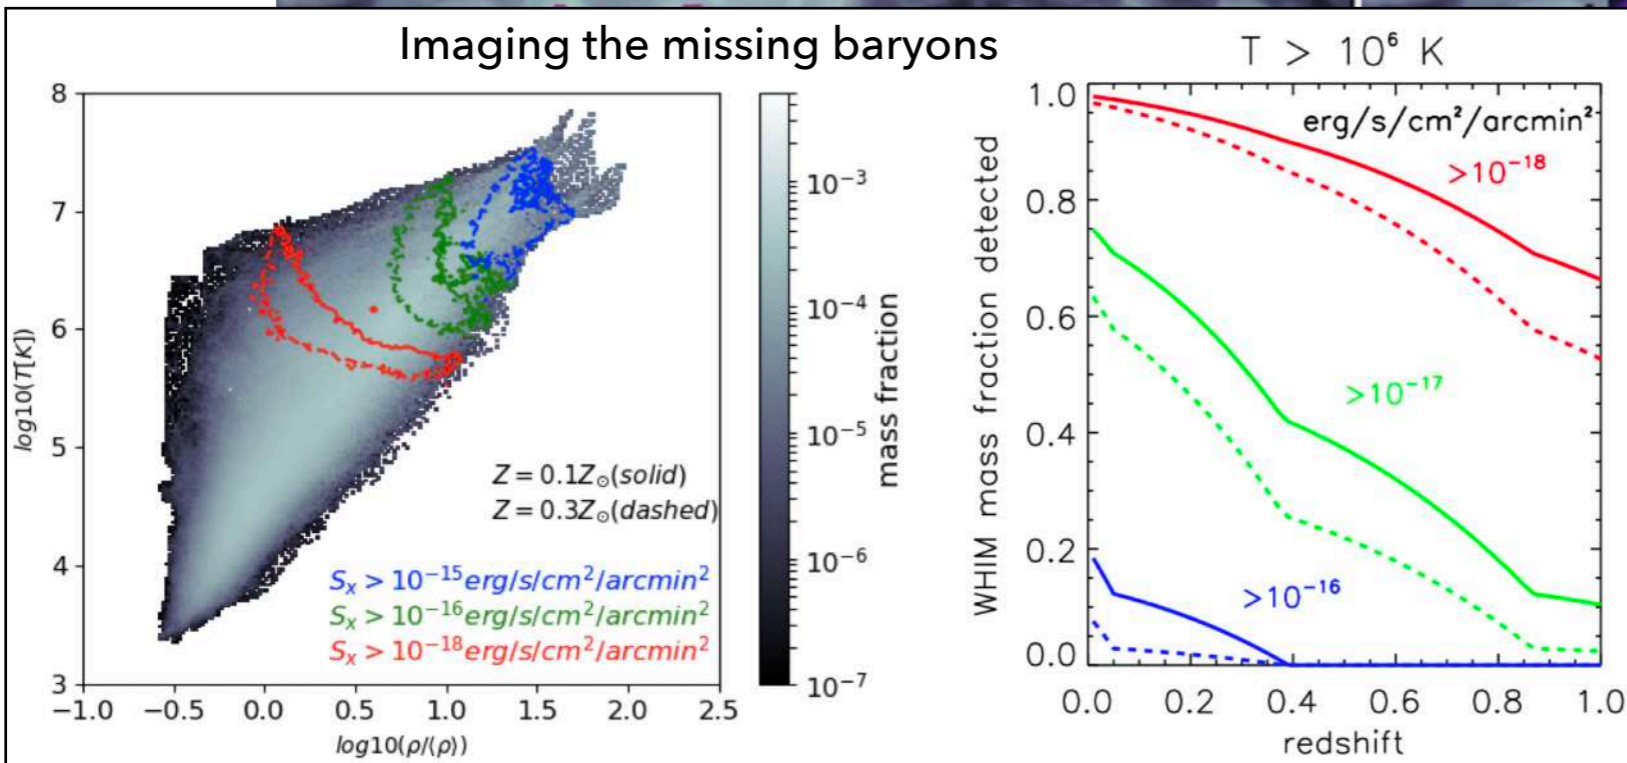 Imaging the missing baryons
8
7
6
5
4
3
log10(T[K])
−1.0 −0.5 0.0 0.5 1.0 1.5 2.0 2.5
log10(ρ/⟨ρ⟩)
Z = 0.1Z⊙(solid)
Z = 0.3Z⊙(dashed)
Sₓ > 10⁻¹⁵erg/s/cm²/arcmin²
Sₓ > 10⁻¹⁶erg/s/cm²/arcmin²
Sₓ > 10⁻¹⁸erg/s/cm²/arcmin²
10⁻³
10⁻⁴
10⁻⁵
10⁻⁶
10⁻⁷
mass fraction
T > 10⁶ K
erg/s/cm²/arcmin²
>10⁻¹⁸
>10⁻¹⁷
>10⁻¹⁶
1.0
0.8
0.6
0.4
0.2
0.0
WHIM mass fraction detected
0.0 0.2 0.4 0.6 0.8 1.0
redshift